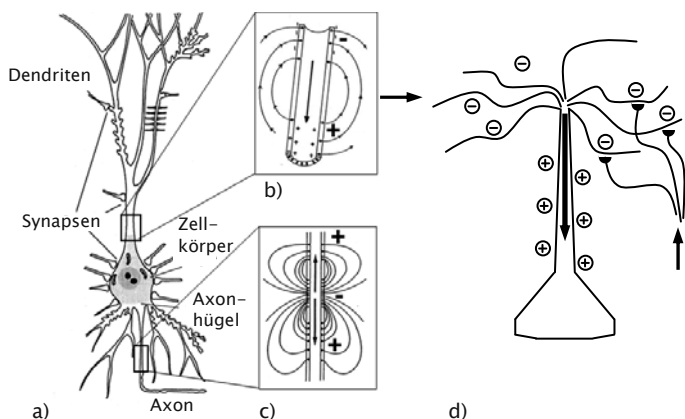 Dendriten
Synapsen
Zell-
körper
Axon-
hügel
Axon
a)
b)
-
+
c)
+
-
+
d)
⊖
⊖
⊖
⊖
⊖
⊖
⊕
⊕
⊕
⊕
⊕
⊕